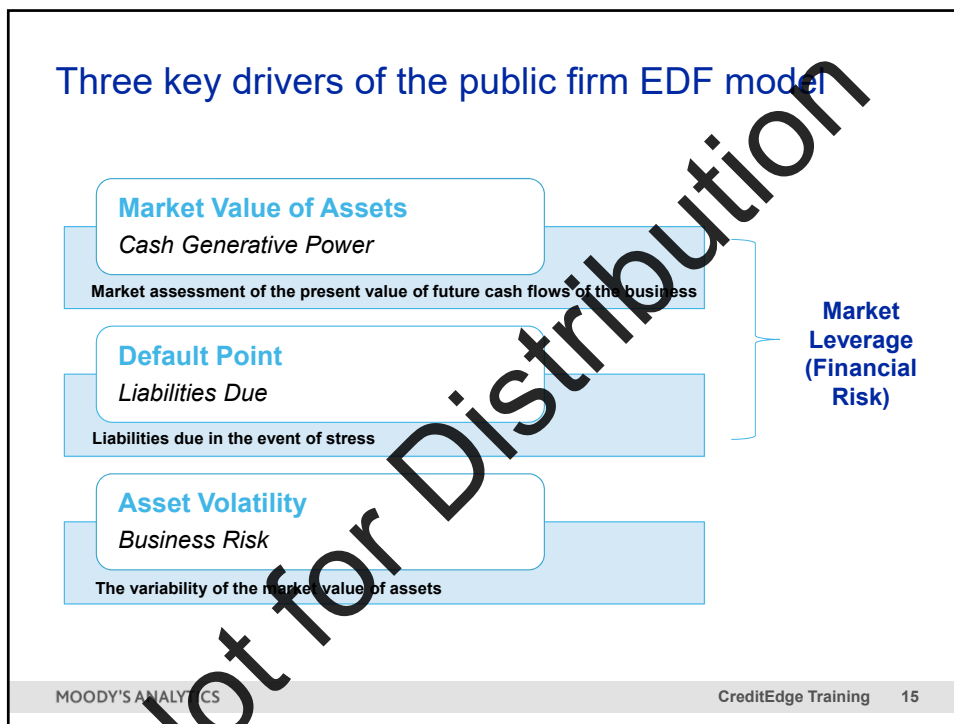 Three key drivers of the public firm EDF model
Market Value of Assets
Cash Generative Power
Market assessment of the present value of future cash flows of the business
Default Point
Liabilities Due
Liabilities due in the event of stress
Asset Volatility
Business Risk
The variability of the market value of assets
Market
Leverage
(Financial
Risk)
ot for Distribution
MOODY'S ANALYTICS
CreditEdge Training 15